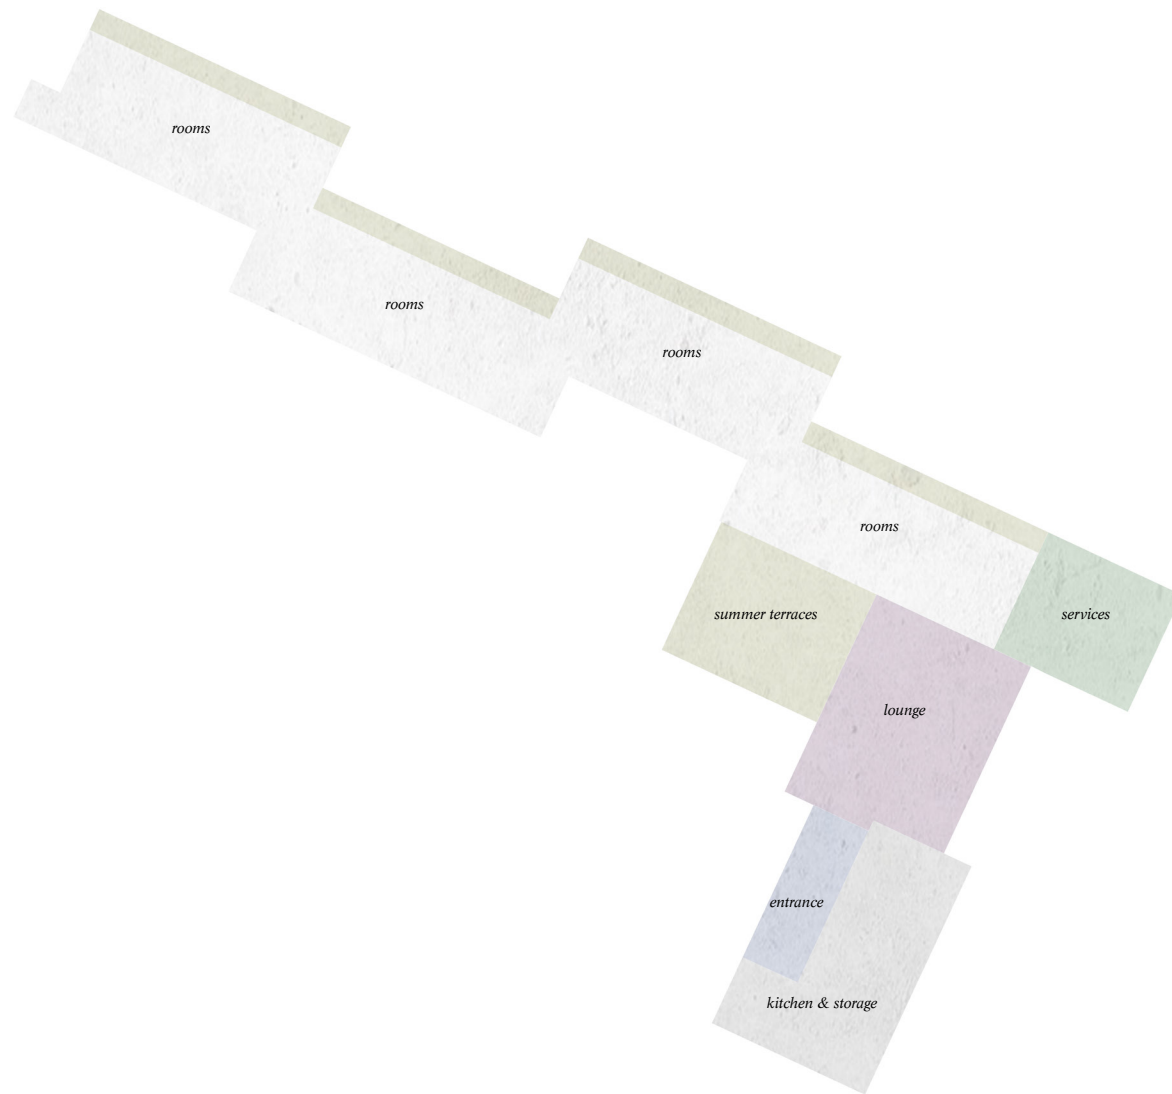 rooms
rooms
rooms
rooms
summer terraces
services
lounge
entrance
kitchen & storage